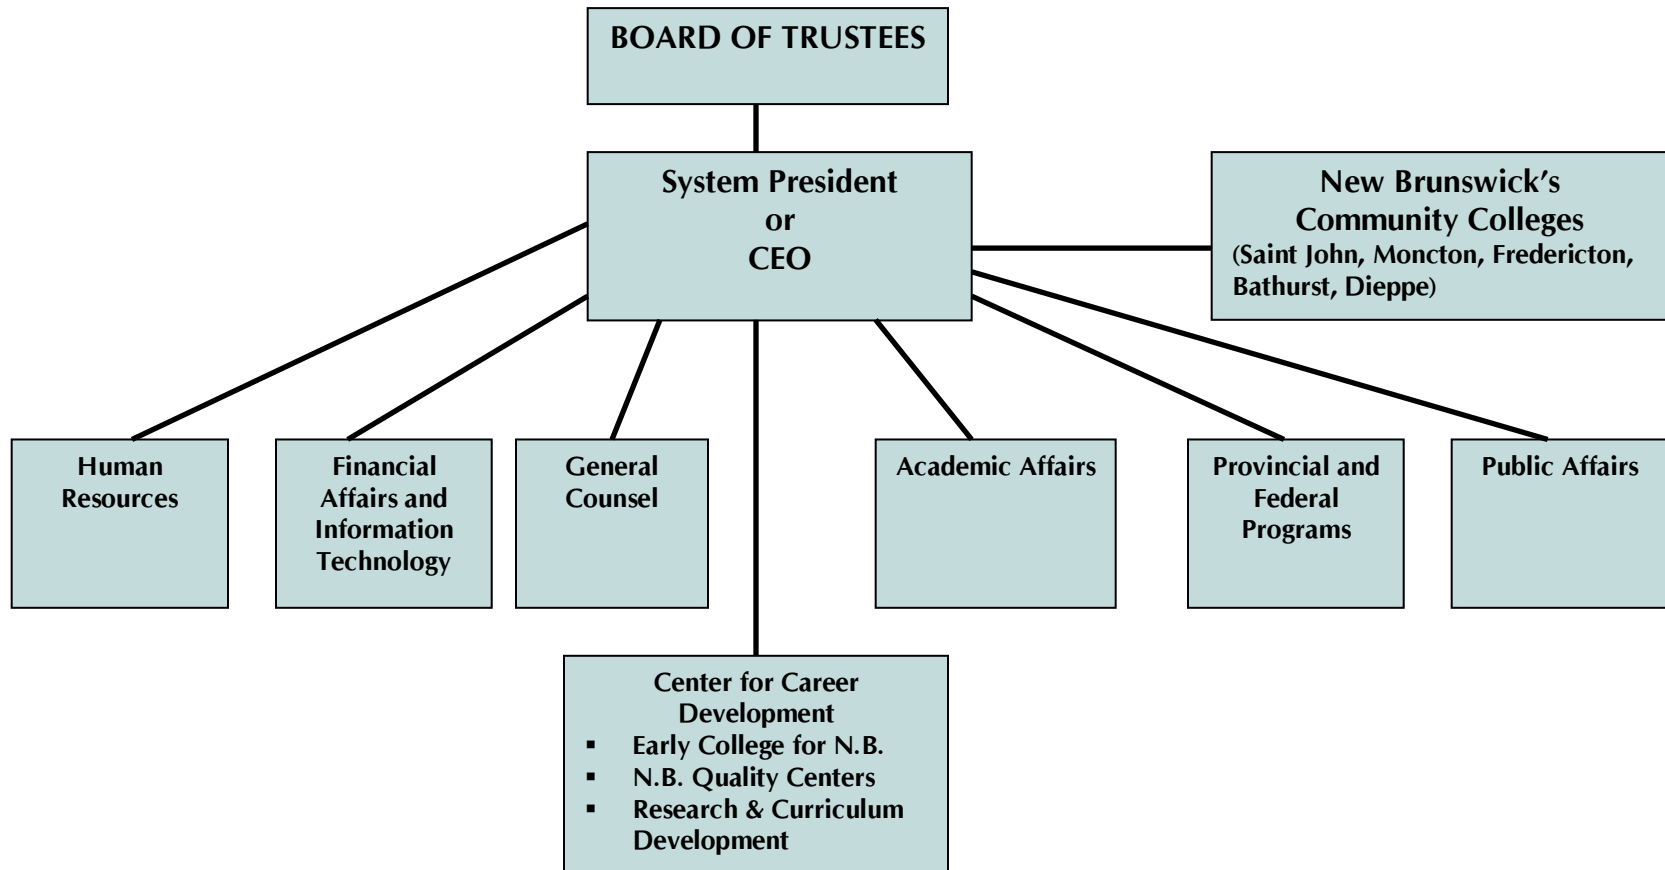 BOARD OF TRUSTEES
System President
or
CEO
New Brunswick's
Community Colleges
(Saint John, Moncton, Fredericton,
Bathurst, Dieppe)
Human
Resources
Financial
Affairs and
Information
Technology
General
Counsel
Academic Affairs
Provincial and
Federal
Programs
Public Affairs
Center for Career
Development
▪ Early College for N.B.
▪ N.B. Quality Centers
▪ Research & Curriculum
Development